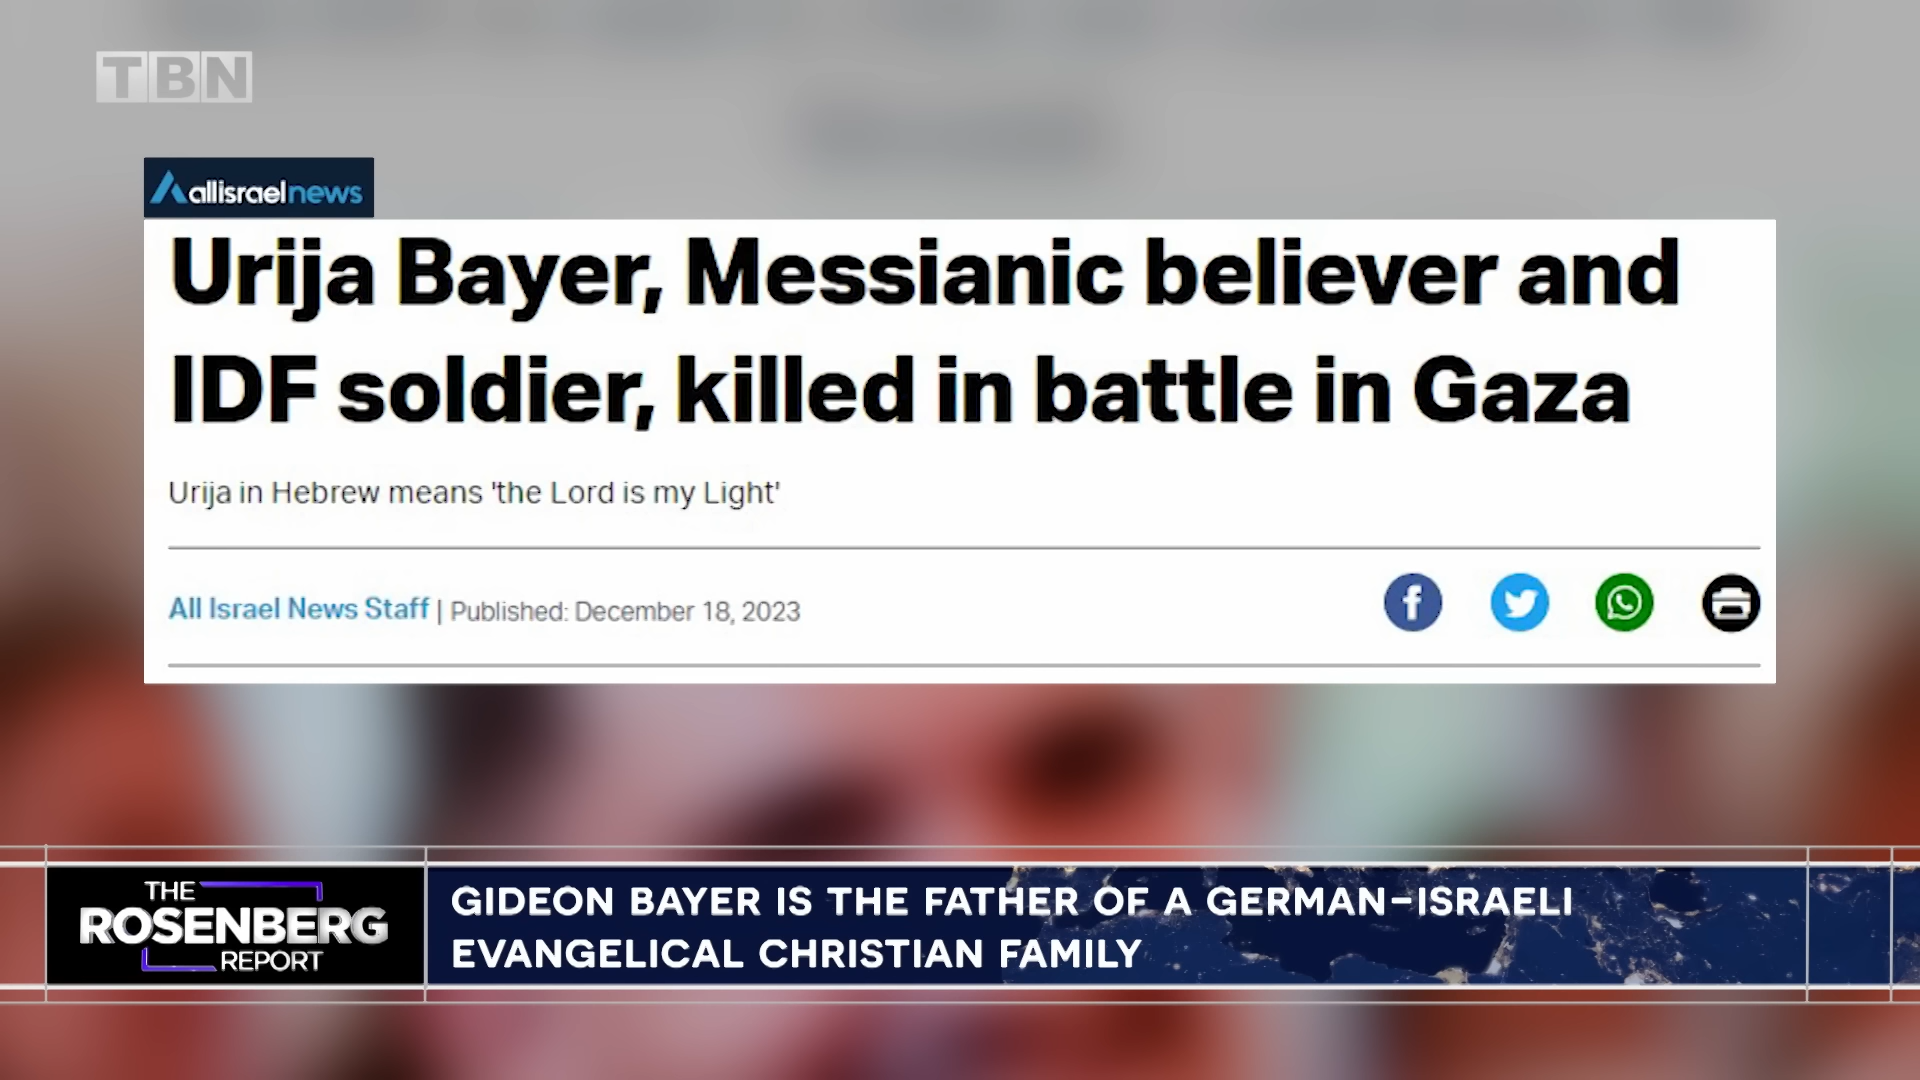 TBN
allisraelnews
Urija Bayer, Messianic believer and
IDF soldier, killed in battle in Gaza
Urija in Hebrew means 'the Lord is my Light'
All Israel News Staff | Published: December 18, 2023
THE
ROSENBERG
REPORT
GIDEON BAYER IS THE FATHER OF A GERMAN-ISRAELI
EVANGELICAL CHRISTIAN FAMILY